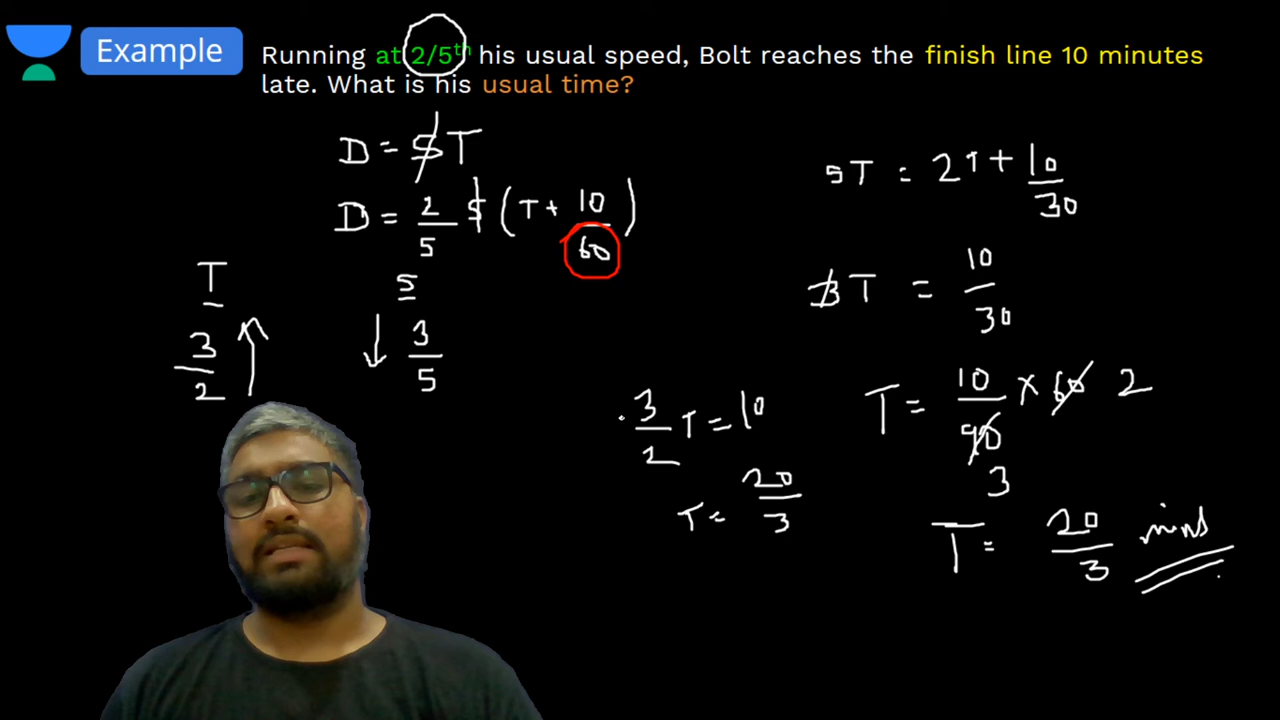 Example
Running at 2/5th his usual speed, Bolt reaches the finish line 10 minutes
late. What is his usual time?
D = S T
D = 2/5 S (T + 10/60)
T
3/2
S
3/5
3/2 T = 10
T = 20/3
5T = 2T + 10/30
3T = 10/30
T = 10/90 × 60 2
3
T = 20/3 mins